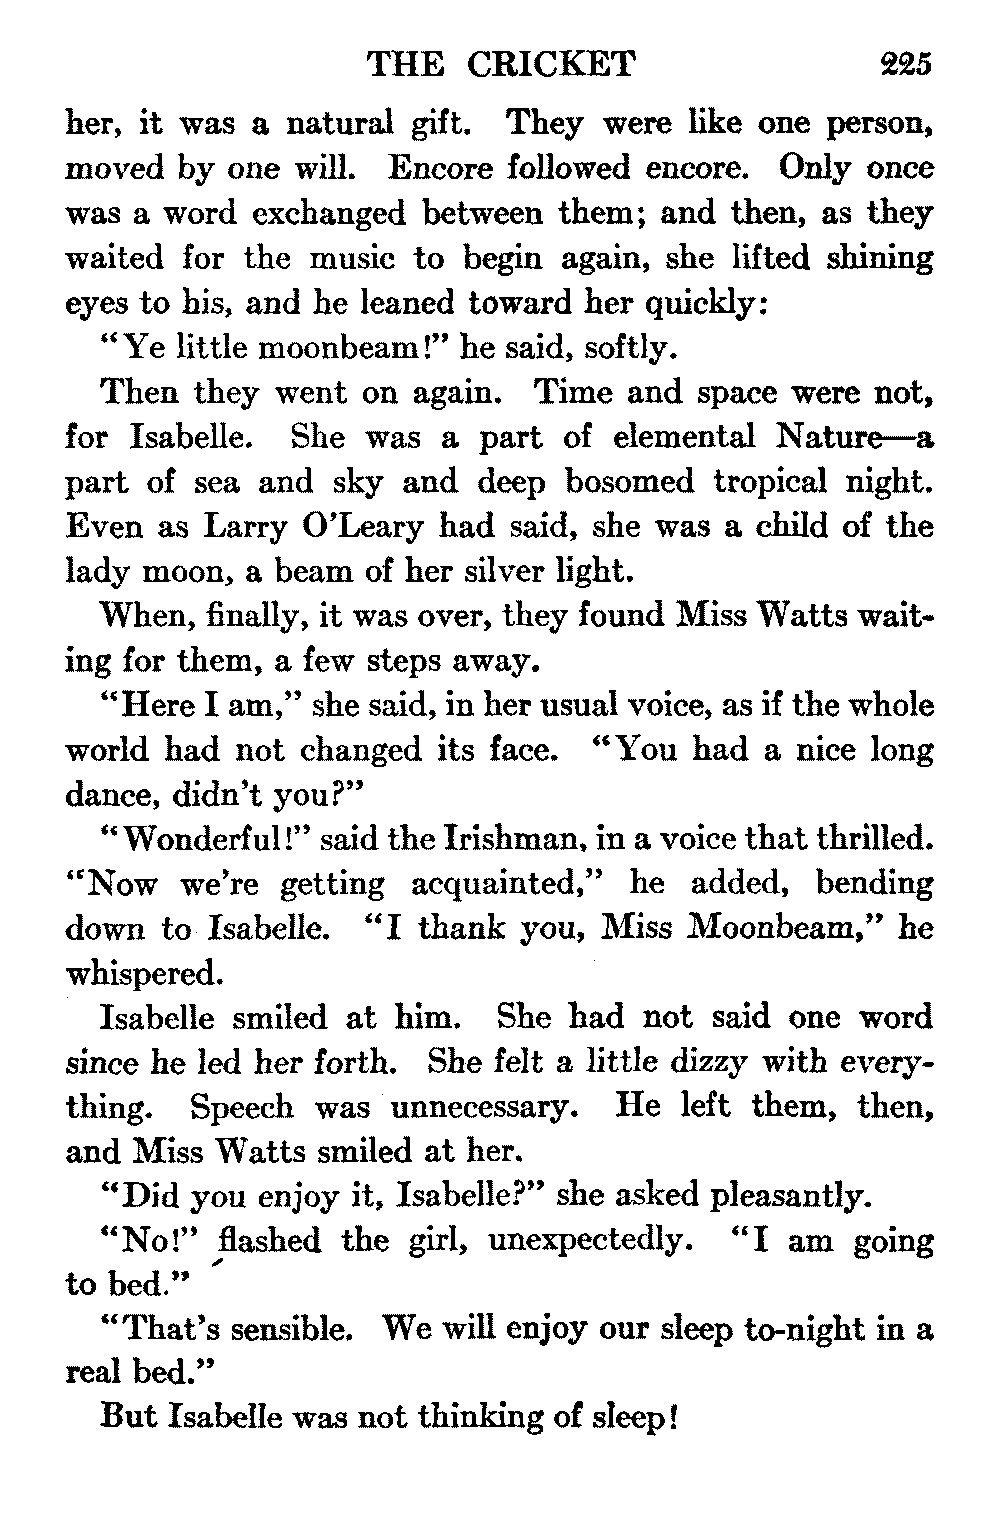 THE CRICKET 225
her, it was a natural gift. They were like one person,
moved by one will. Encore followed encore. Only once
was a word exchanged between them; and then, as they
waited for the music to begin again, she lifted shining
eyes to his, and he leaned toward her quickly:
"Ye little moonbeam!" he said, softly.
Then they went on again. Time and space were not,
for Isabelle. She was a part of elemental Nature—a
part of sea and sky and deep bosomed tropical night.
Even as Larry O'Leary had said, she was a child of the
lady moon, a beam of her silver light.
When, finally, it was over, they found Miss Watts wait-
ing for them, a few steps away.
"Here I am," she said, in her usual voice, as if the whole
world had not changed its face. "You had a nice long
dance, didn't you?"
"Wonderful!" said the Irishman, in a voice that thrilled.
"Now we're getting acquainted," he added, bending
down to Isabelle. "I thank you, Miss Moonbeam," he
whispered.
Isabelle smiled at him. She had not said one word
since he led her forth. She felt a little dizzy with every-
thing. Speech was unnecessary. He left them, then,
and Miss Watts smiled at her.
"Did you enjoy it, Isabelle?" she asked pleasantly.
"No!" flashed the girl, unexpectedly. "I am going
to bed."
"That's sensible. We will enjoy our sleep to-night in a
real bed."
But Isabelle was not thinking of sleep!